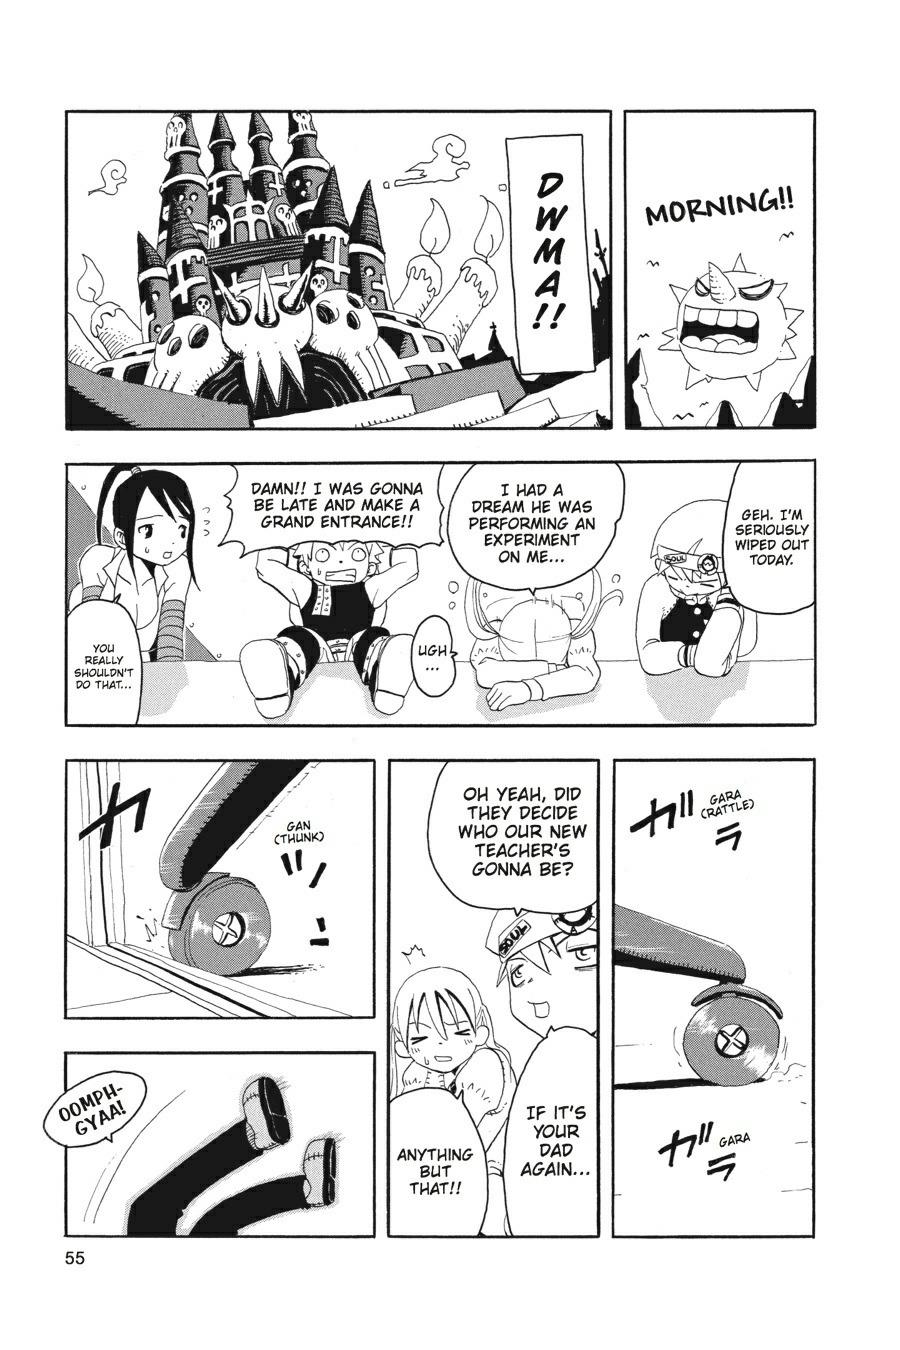 MORNING!!
DWMA!!
GEH. I'M
SERIOUSLY
WIPED OUT
TODAY.
SOUL
I HAD A
DREAM HE WAS
PERFORMING AN
EXPERIMENT
ON ME...
UGH
...
DAMN!! I WAS GONNA
BE LATE AND MAKE A
GRAND ENTRANCE!!
YOU
REALLY
SHOULDN'T
DO THAT...
ガラ
GARA
(RATTLE)
ガラ
GARA
OH YEAH, DID
THEY DECIDE
WHO OUR NEW
TEACHER'S
GONNA BE?
SOUL
IF IT'S
YOUR
DAD
AGAIN...
ANYTHING
BUT
THAT!!
ガッ
GAN
(THUNK)
OOMPH-
GYAA!
55